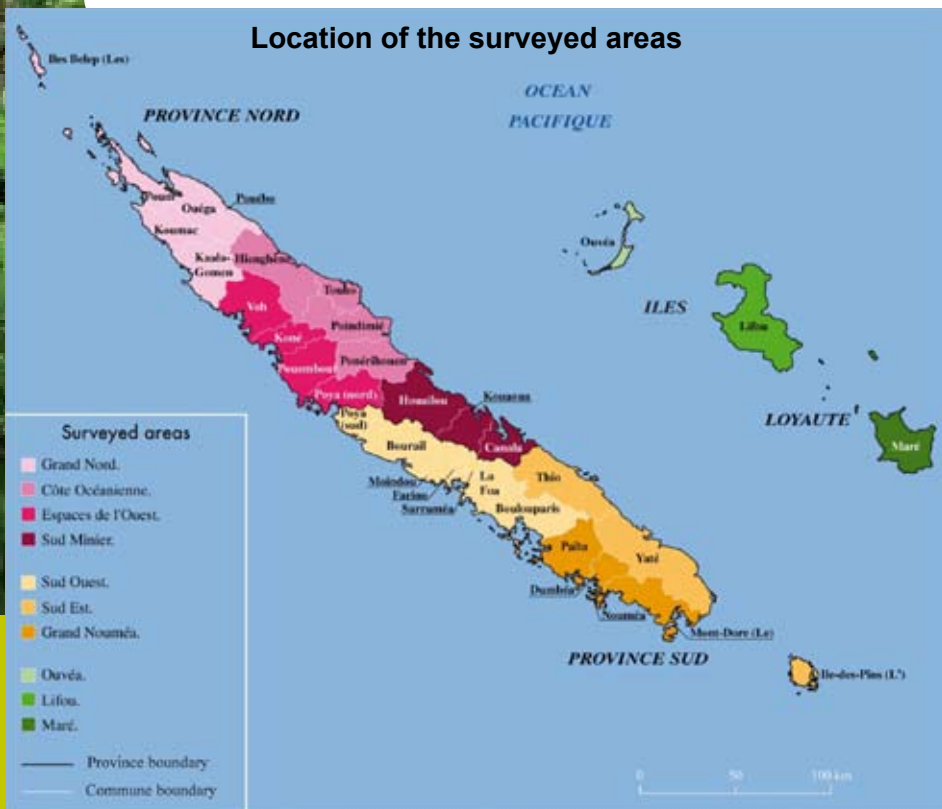 Location of the surveyed areas
Iles Belep (Les)
OCEAN
PACIFIQUE
PROVINCE NORD
Poum
Ouéga
Pouébo
Koumac
Kaala-
Gomen
Hienghène
Ouvéa
Touho
Voh
ILES
Lifou
Poindimié
Koné
Ponérihouen
Pouembout
Poya (nord)
Houaïlou
Kouaoua
LOYAUTE
Poya
(sud)
Canala
Maré
Bourail
Moindou
Farino
Sarraméa
La
Foa
Thio
Boulouparis
Païta
Yaté
Dumbéa
Nouméa
Mont-Dore (Le)
PROVINCE SUD
Ile-des-Pins (L')
Surveyed areas
Grand Nord.
Côte Océanienne.
Espaces de l'Ouest.
Sud Minier.
Sud Ouest.
Sud Est.
Grand Nouméa.
Ouvéa.
Lifou.
Maré.
Province boundary
Commune boundary
0 50 100 km